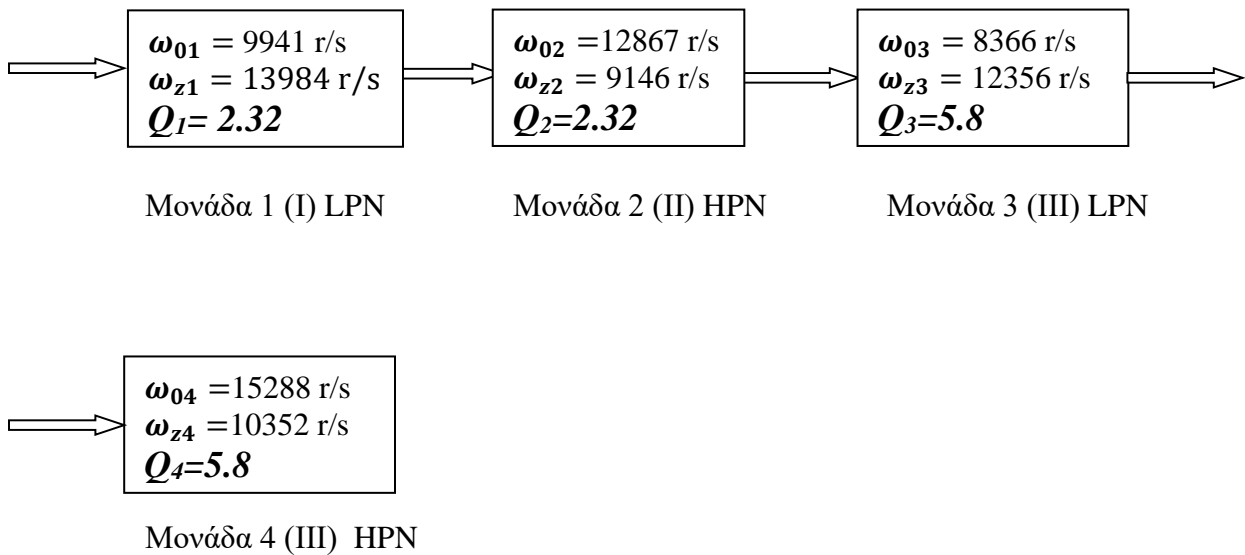 ω01 = 9941 r/s
ωz1 = 13984 r/s
Q1= 2.32
ω02 =12867 r/s
ωz2 = 9146 r/s
Q2=2.32
ω03 = 8366 r/s
ωz3 = 12356 r/s
Q3=5.8
Μονάδα 1 (I) LPN
Μονάδα 2 (II) HPN
Μονάδα 3 (III) LPN
ω04 =15288 r/s
ωz4 =10352 r/s
Q4=5.8
Μονάδα 4 (III) HPN